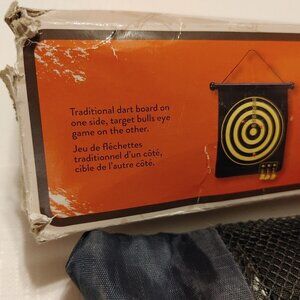 Traditional dart board on
one side, target bulls eye
game on the other.
Jeu de fléchettes
traditionnel d'un côté,
cible de l'autre côté.